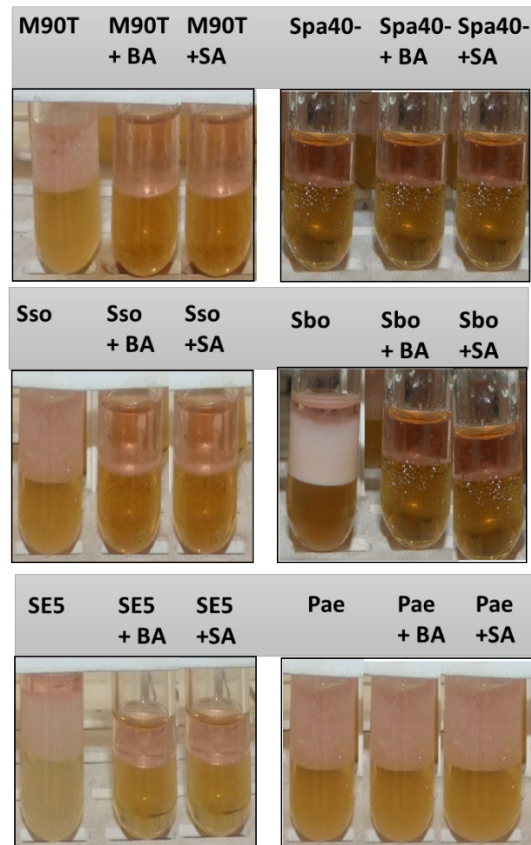 M90T M90T M90T Spa40- Spa40- Spa40-
+ BA +SA + BA +SA
Sso Sso Sso Sbo Sbo Sbo
+ BA +SA + BA +SA
SE5 SE5 SE5 Pae Pae Pae
+ BA +SA + BA +SA